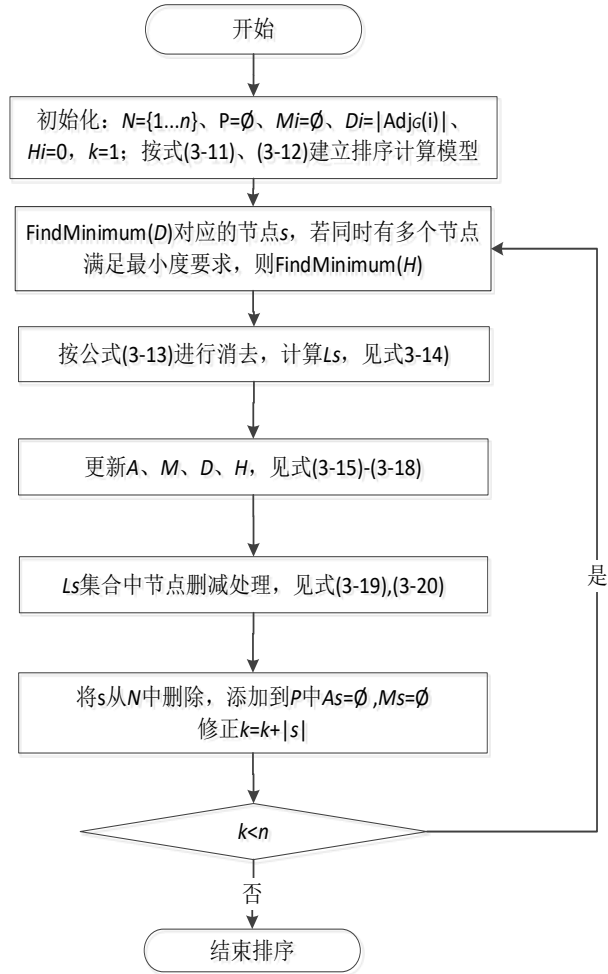 开始
初始化：N={1...n}、P=Ø、Mi=Ø、Di=|AdjG(i)|、
Hi=0，k=1；按式(3-11)、(3-12)建立排序计算模型
FindMinimum(D)对应的节点s，若同时有多个节点
满足最小度要求，则FindMinimum(H)
按公式(3-13)进行消去，计算Ls，见式3-14)
更新A、M、D、H，见式(3-15)-(3-18)
Ls集合中节点删减处理，见式(3-19),(3-20)
将s从N中删除，添加到P中As=Ø ,Ms=Ø
修正k=k+|s|
k<n
是
否
结束排序